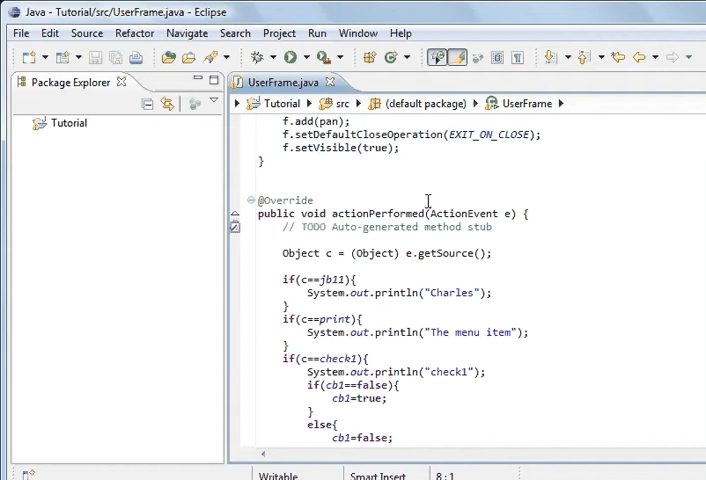 Java - Tutorial/src/UserFrame.java - Eclipse
File Edit Source Refactor Navigate Search Project Run Window Help
Package Explorer
UserFrame.java
Tutorial src (default package) UserFrame
Tutorial
f.add(pan);
f.setDefaultCloseOperation(EXIT_ON_CLOSE);
f.setVisible(true);
}
@Override
public void actionPerformed(ActionEvent e) {
// TODO Auto-generated method stub
Object c = (Object) e.getSource();
if(c==jb11){
System.out.println("Charles");
}
if(c==print){
System.out.println("The menu item");
}
if(c==check1){
System.out.println("check1");
if(cb1==false){
cb1=true;
}
else{
cb1=false;
Writable Smart Insert 8:1